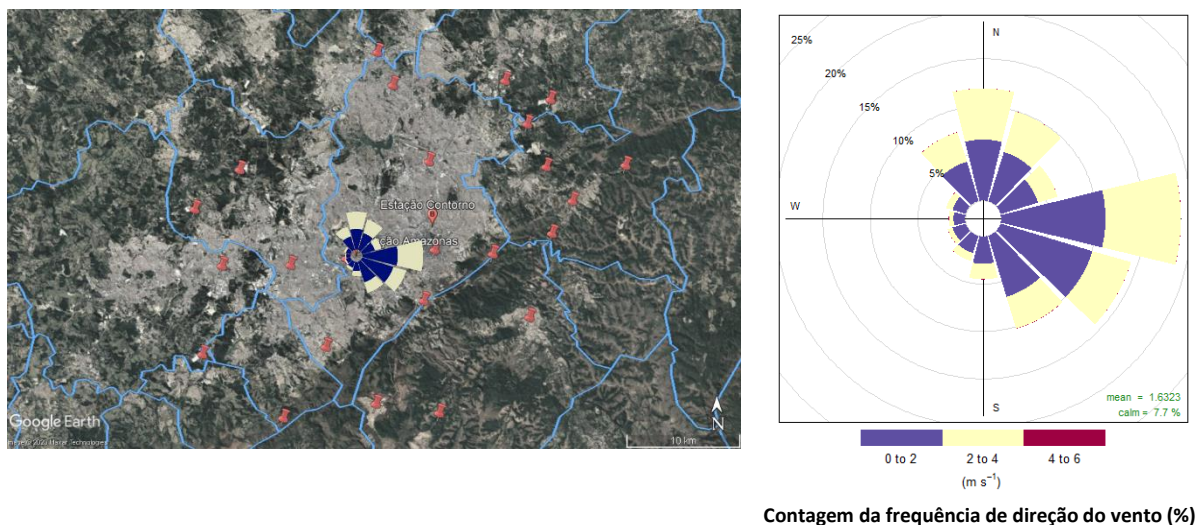 Estação Contorno
ção Amazonas
Google Earth
10 km
N
25%
20%
15%
10%
5%
N
W
S
mean = 1.6323
calm = 7.7 %
0 to 2
2 to 4
4 to 6
(m s⁻¹)
Contagem da frequência de direção do vento (%)